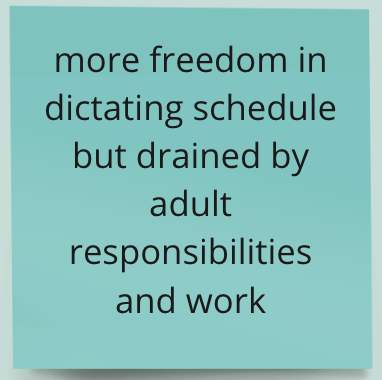 more freedom in
dictating schedule
but drained by
adult
responsibilities
and work